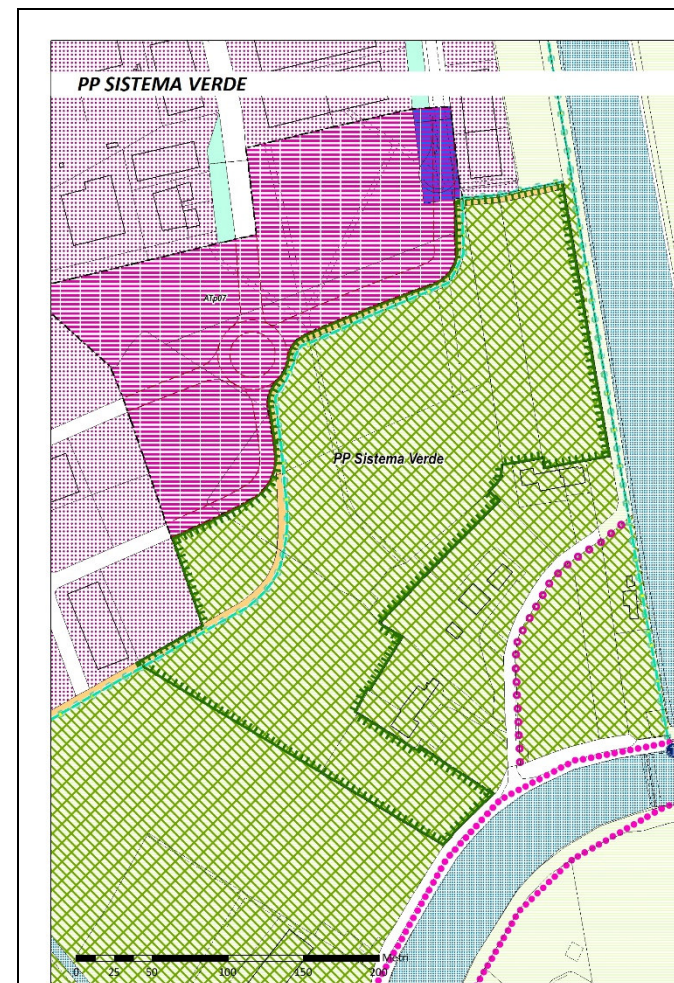 PP SISTEMA VERDE
ATp07
PP Sistema Verde
Metri
0 25 50 100 150 200